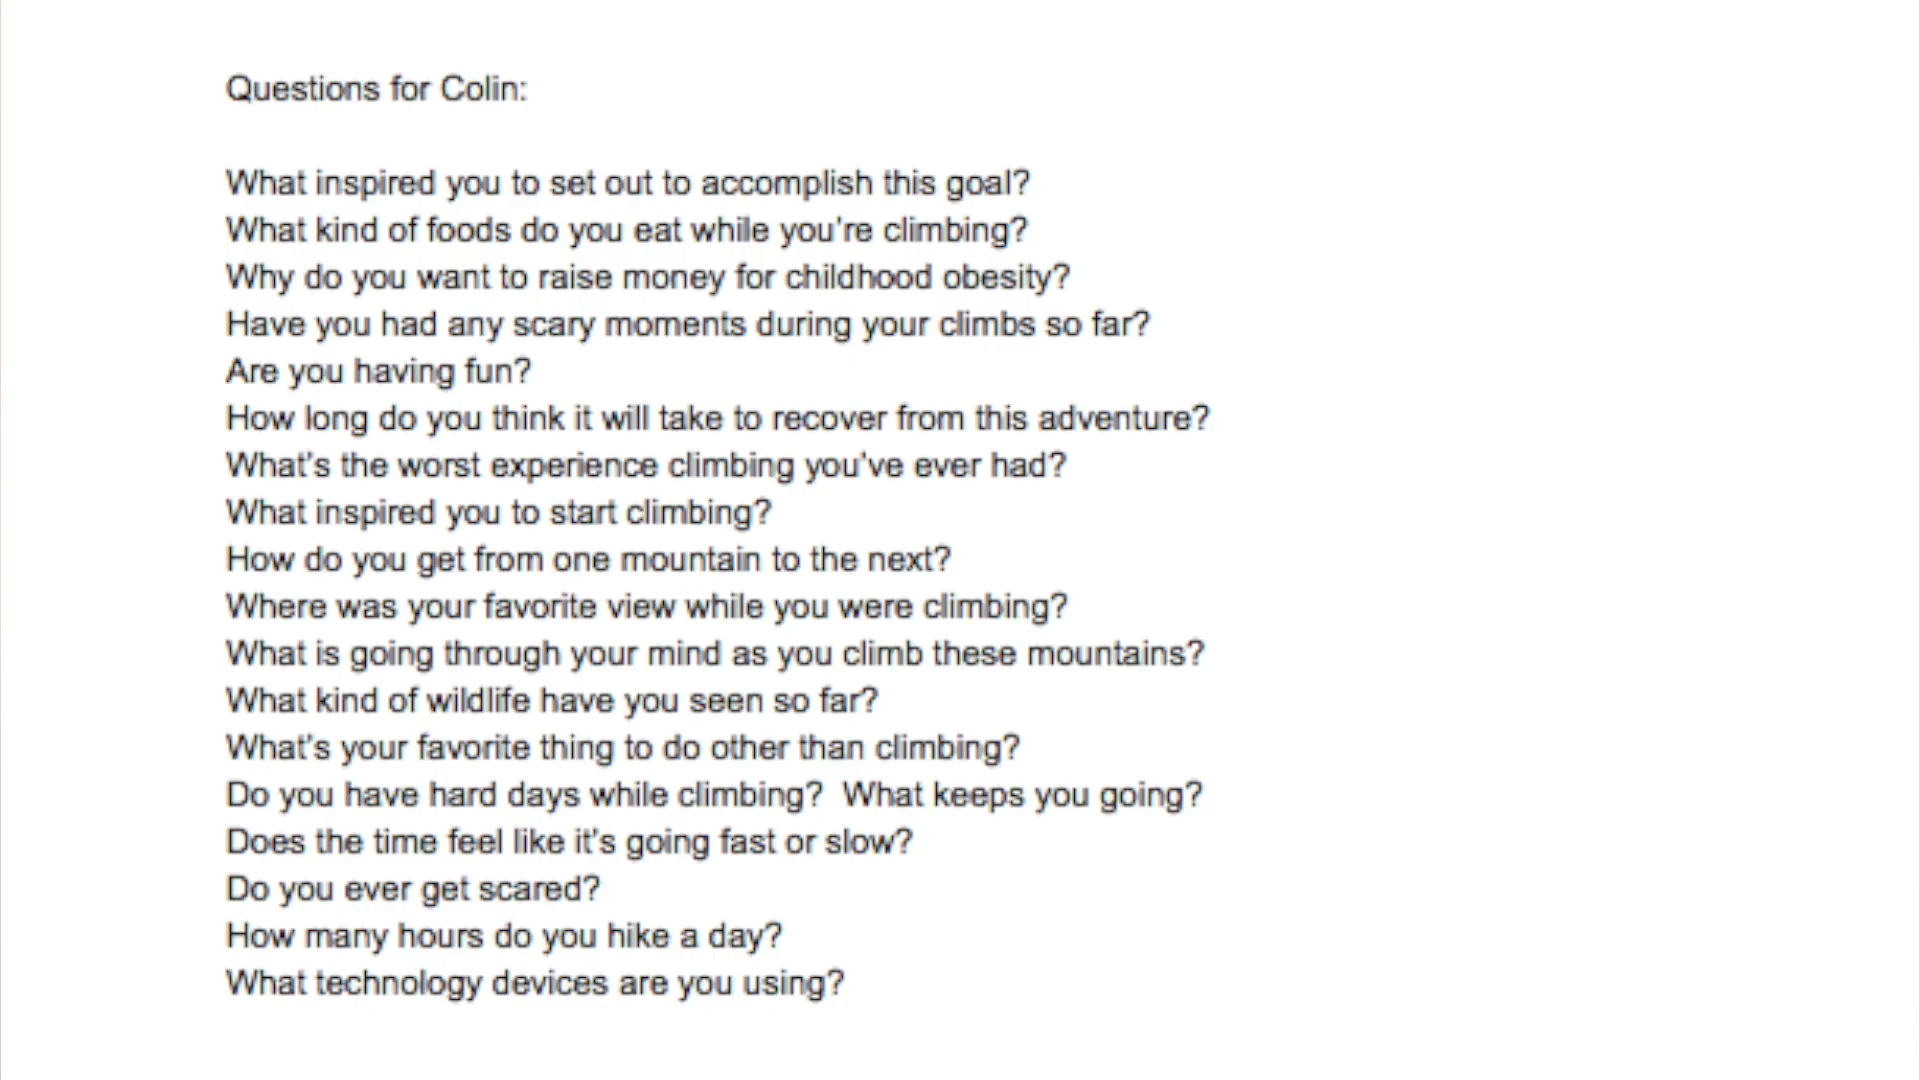 Questions for Colin:
What inspired you to set out to accomplish this goal?
What kind of foods do you eat while you're climbing?
Why do you want to raise money for childhood obesity?
Have you had any scary moments during your climbs so far?
Are you having fun?
How long do you think it will take to recover from this adventure?
What's the worst experience climbing you've ever had?
What inspired you to start climbing?
How do you get from one mountain to the next?
Where was your favorite view while you were climbing?
What is going through your mind as you climb these mountains?
What kind of wildlife have you seen so far?
What's your favorite thing to do other than climbing?
Do you have hard days while climbing?  What keeps you going?
Does the time feel like it's going fast or slow?
Do you ever get scared?
How many hours do you hike a day?
What technology devices are you using?